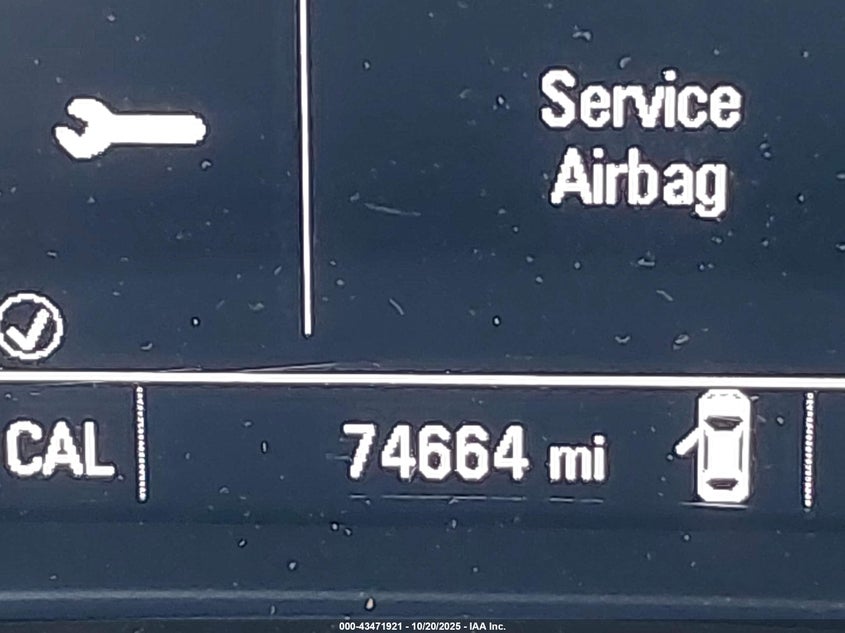 Service
Airbag
CAL
74664 mi
000-43471921 - 10/20/2025 - IAA Inc.